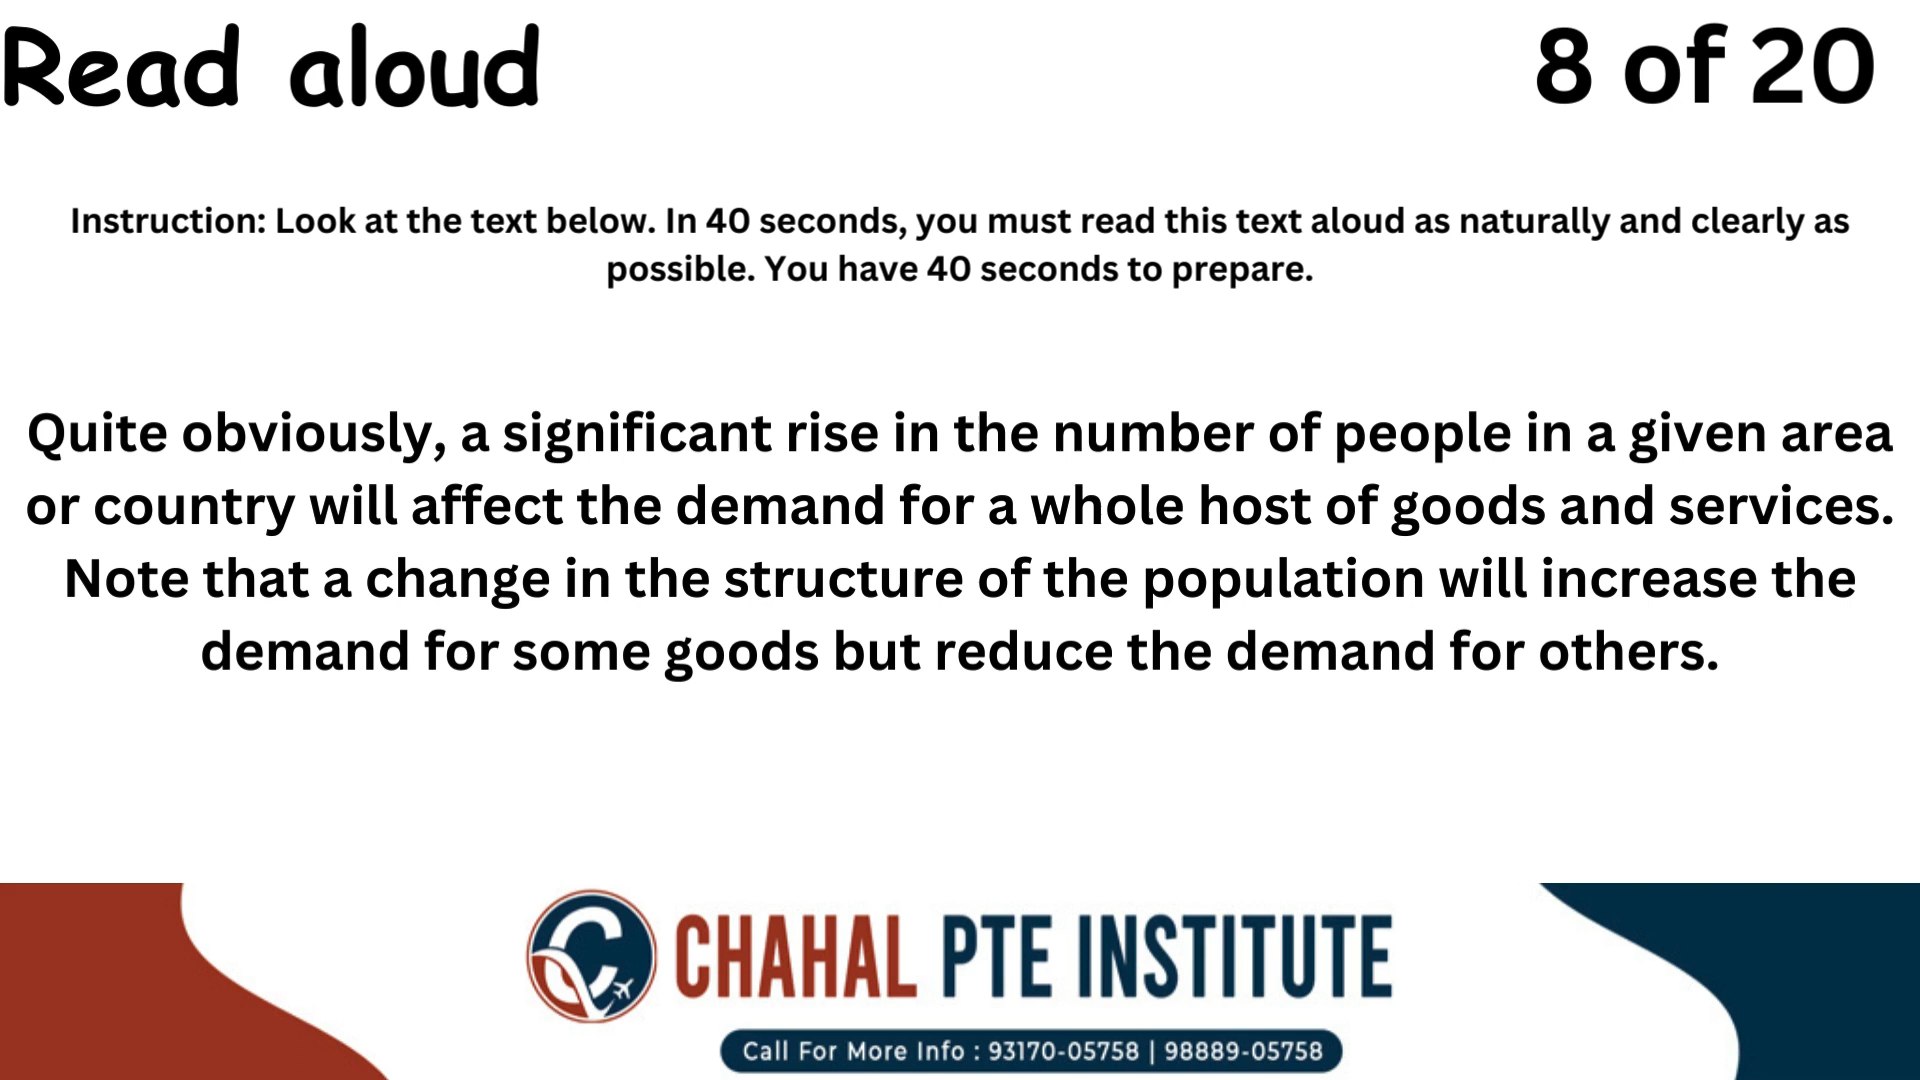 Read aloud
8 of 20
Instruction: Look at the text below. In 40 seconds, you must read this text aloud as naturally and clearly as
possible. You have 40 seconds to prepare.
Quite obviously, a significant rise in the number of people in a given area
or country will affect the demand for a whole host of goods and services.
Note that a change in the structure of the population will increase the
demand for some goods but reduce the demand for others.
CHAHAL PTE INSTITUTE
Call For More Info : 93170-05758 | 98889-05758